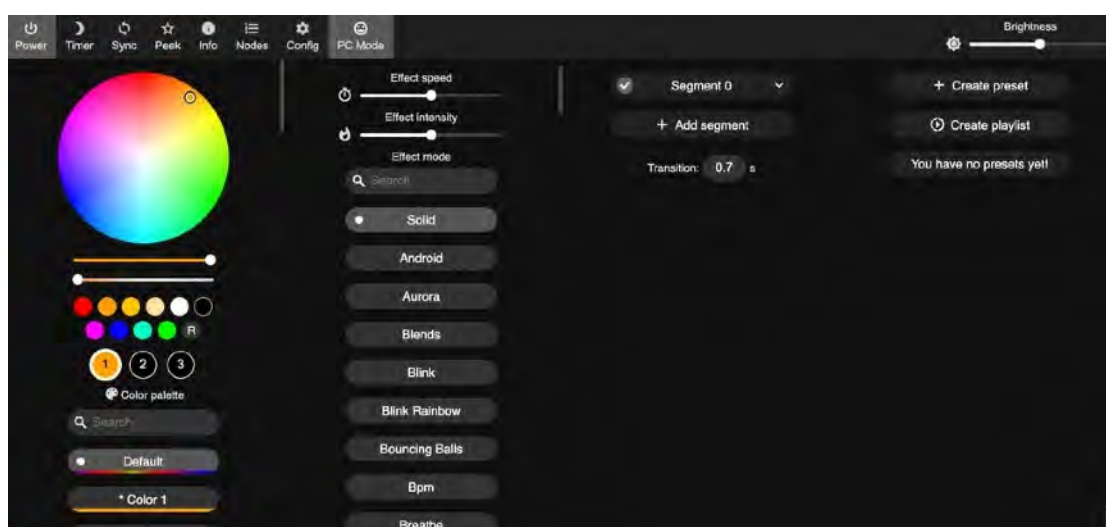 Power Timer Sync Peek Info Nodes Config PC Mode
Brightness
R
1 2 3
Color palette
Search
Default
* Color 1
Effect speed
Effect intensity
Effect mode
Search
Solid
Android
Aurora
Blends
Blink
Blink Rainbow
Bouncing Balls
Bpm
Breathe
Segment 0
+ Add segment
Transition: 0.7 s
+ Create preset
Create playlist
You have no presets yet!